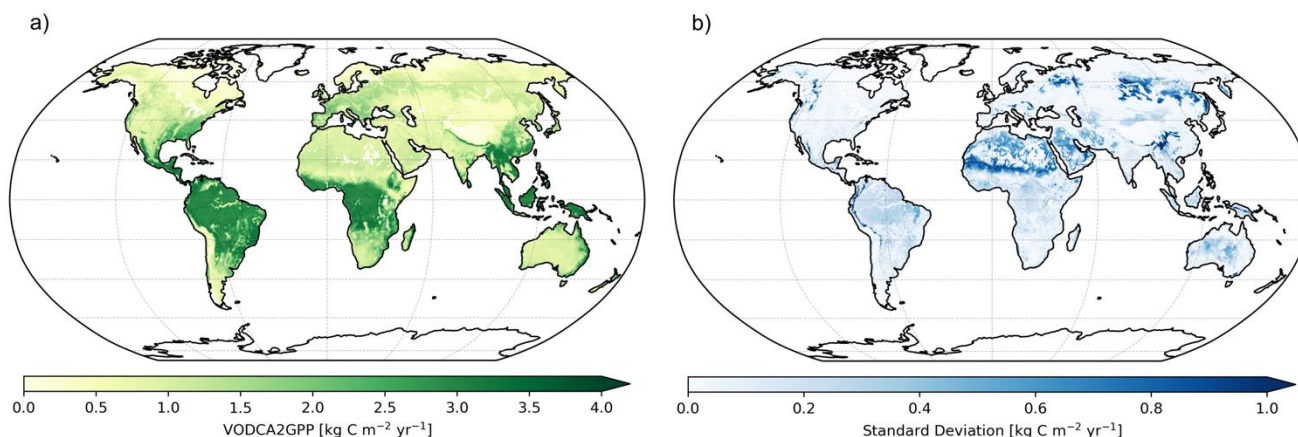 a)
b)
0.0 0.5 1.0 1.5 2.0 2.5 3.0 3.5 4.0
VODCA2GPP [kg C m⁻² yr⁻¹]
0.0 0.2 0.4 0.6 0.8 1.0
Standard Deviation [kg C m⁻² yr⁻¹]